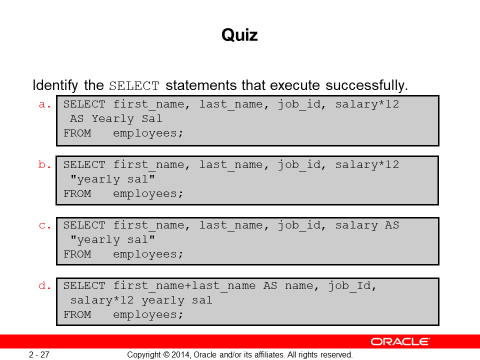 Quiz
Identify the SELECT statements that execute successfully.
a. SELECT first_name, last_name, job_id, salary*12
AS Yearly Sal
FROM employees;
b. SELECT first_name, last_name, job_id, salary*12
"yearly sal"
FROM employees;
c. SELECT first_name, last_name, job_id, salary AS
"yearly sal"
FROM employees;
d. SELECT first_name+last_name AS name, job_Id,
salary*12 yearly sal
FROM employees;
ORACLE
2 - 27 Copyright © 2014, Oracle and/or its affiliates. All rights reserved.